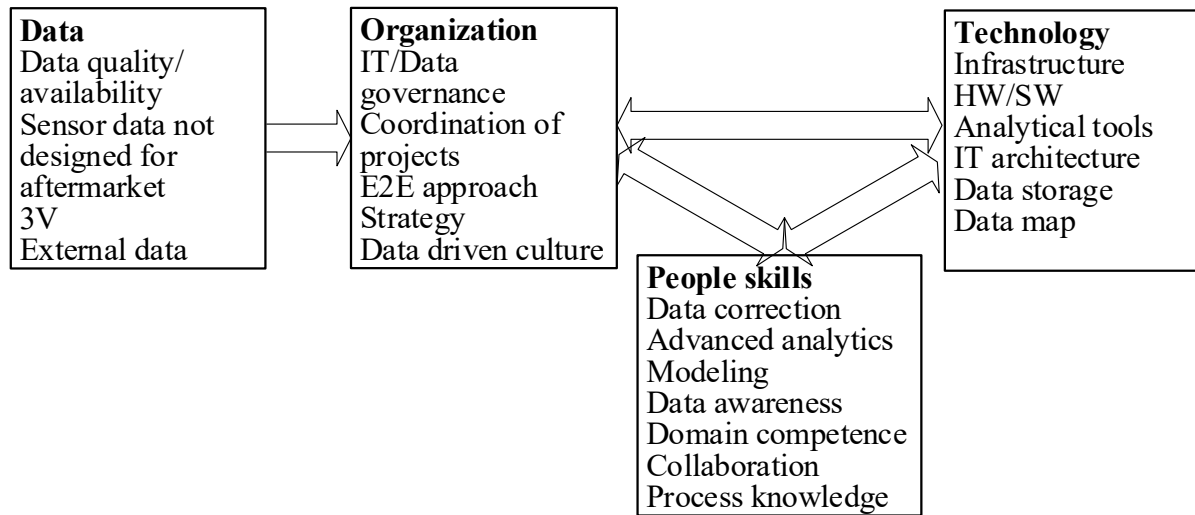 Data
Data quality/
availability
Sensor data not
designed for
aftermarket
3V
External data
Organization
IT/Data
governance
Coordination of
projects
E2E approach
Strategy
Data driven culture
Technology
Infrastructure
HW/SW
Analytical tools
IT architecture
Data storage
Data map
People skills
Data correction
Advanced analytics
Modeling
Data awareness
Domain competence
Collaboration
Process knowledge